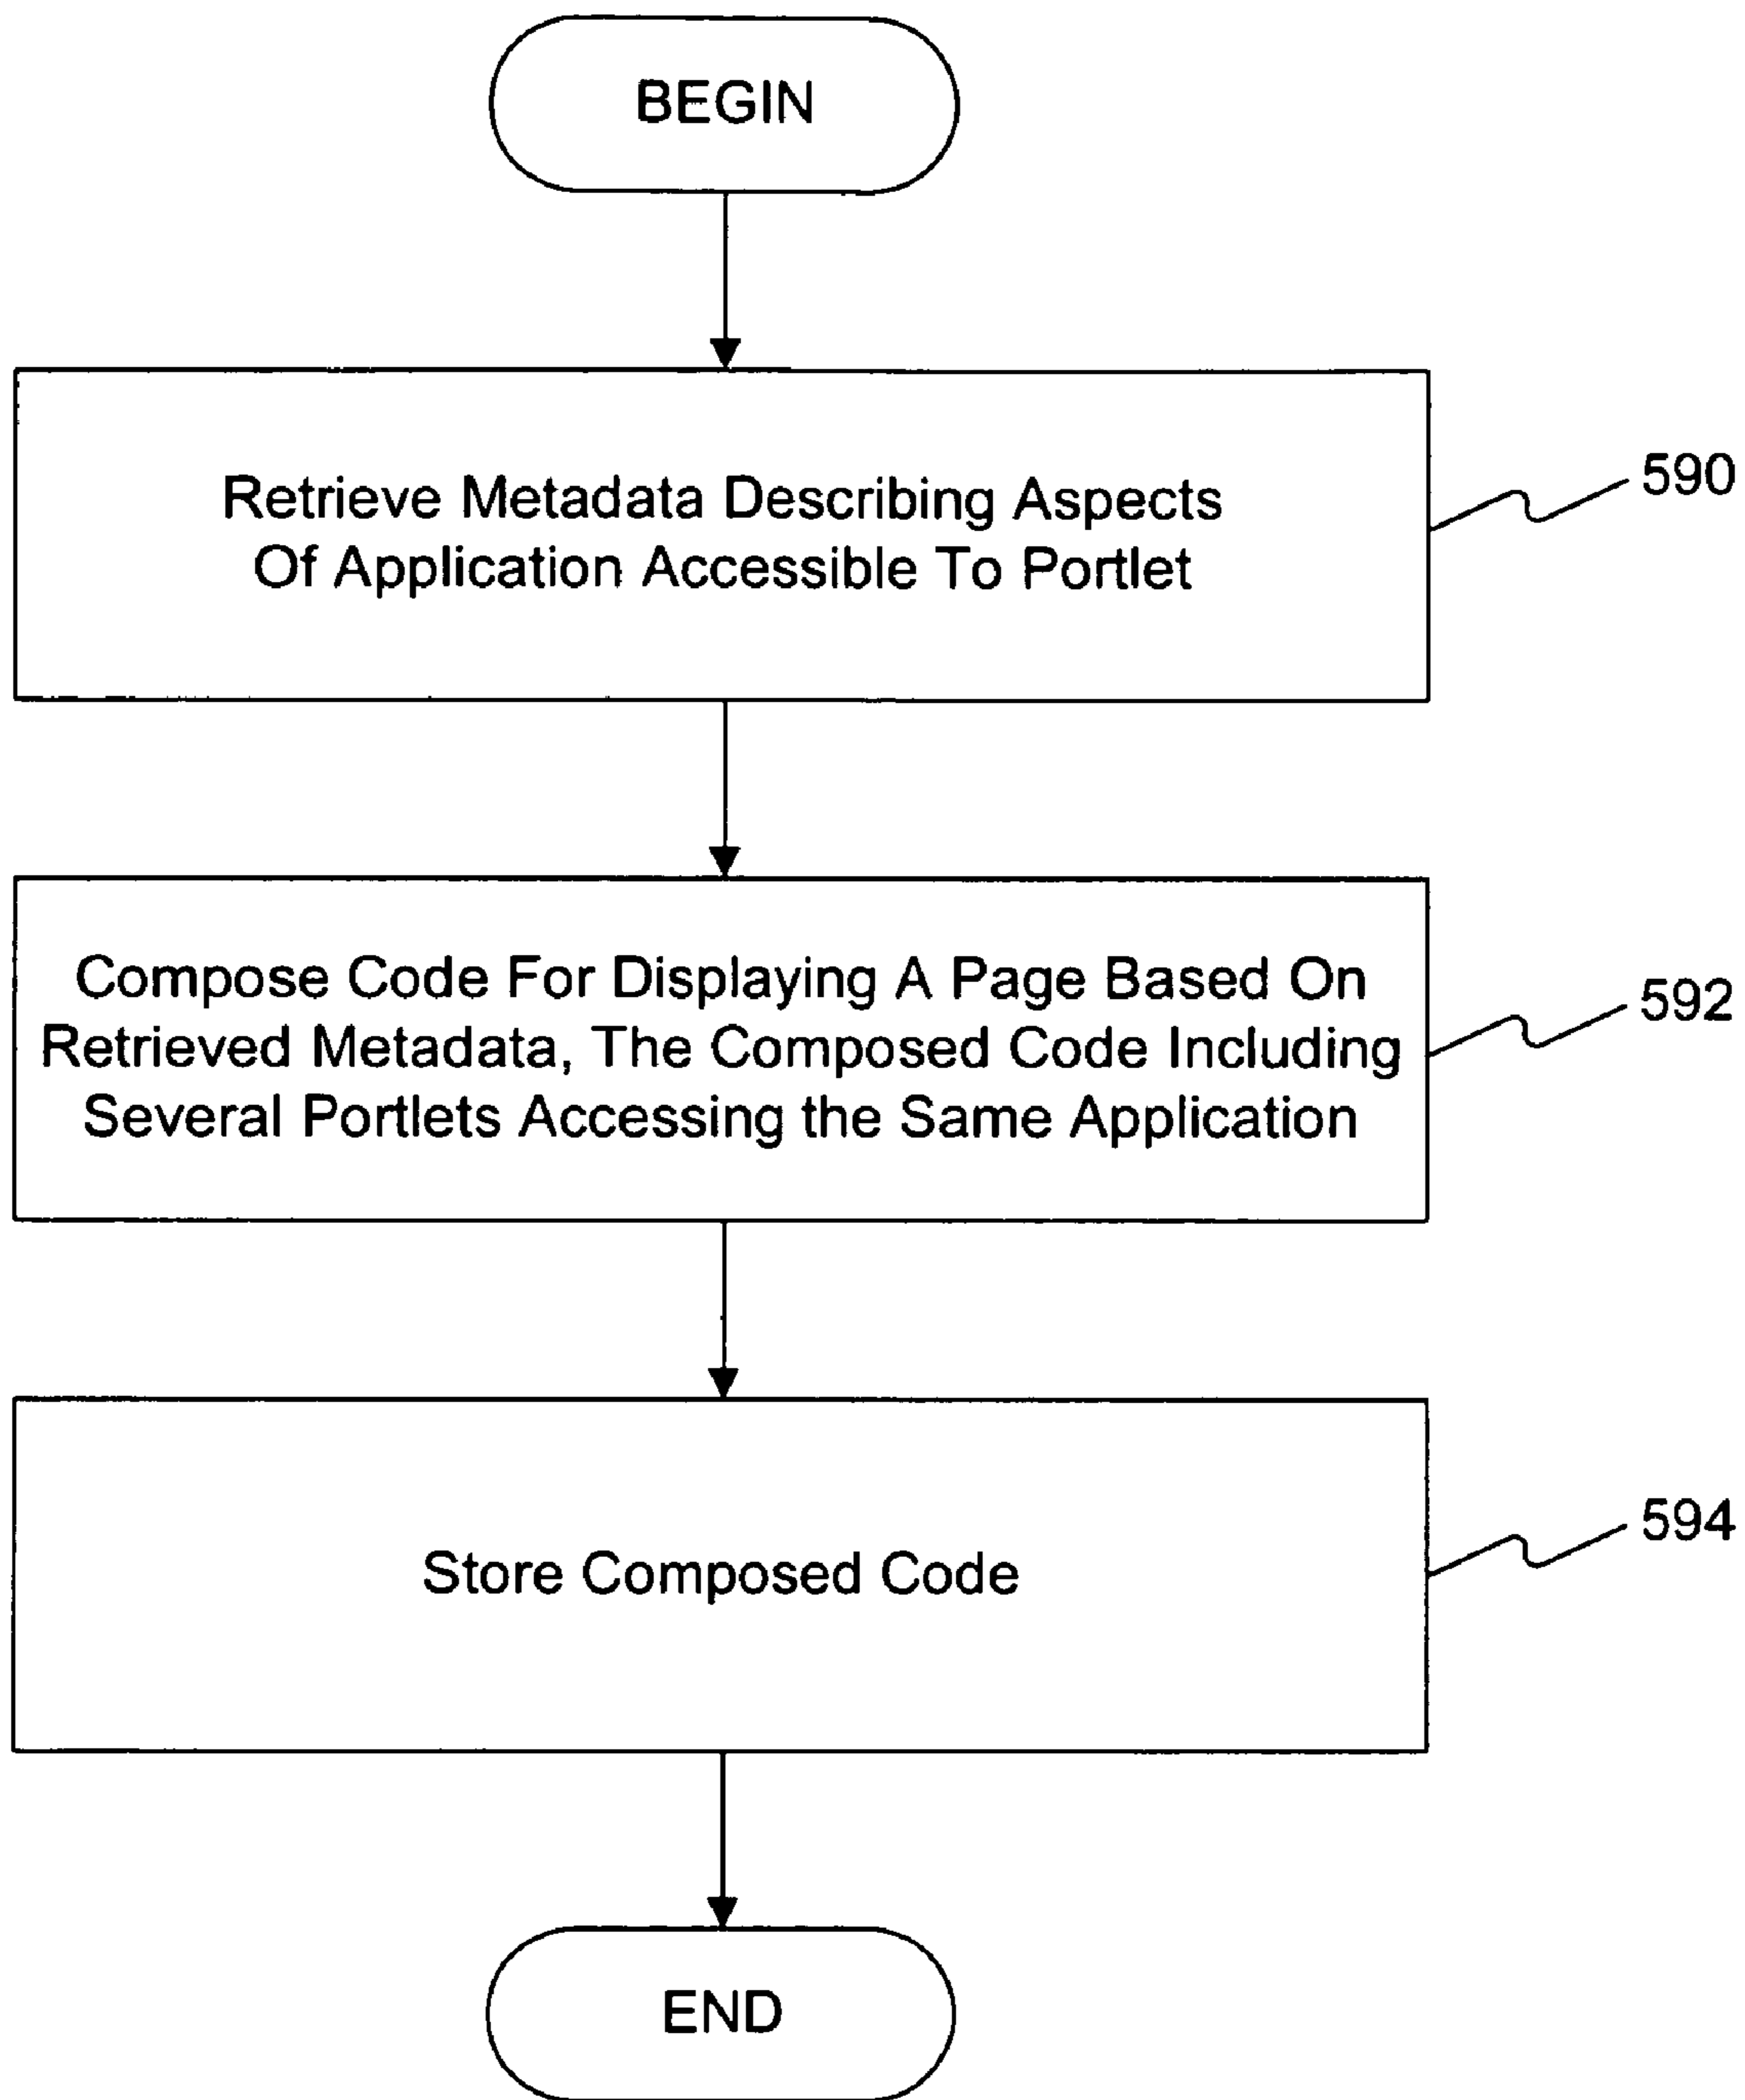 BEGIN
Retrieve Metadata Describing Aspects
Of Application Accessible To Portlet
590
Compose Code For Displaying A Page Based On
Retrieved Metadata, The Composed Code Including
Several Portlets Accessing the Same Application
592
Store Composed Code
594
END